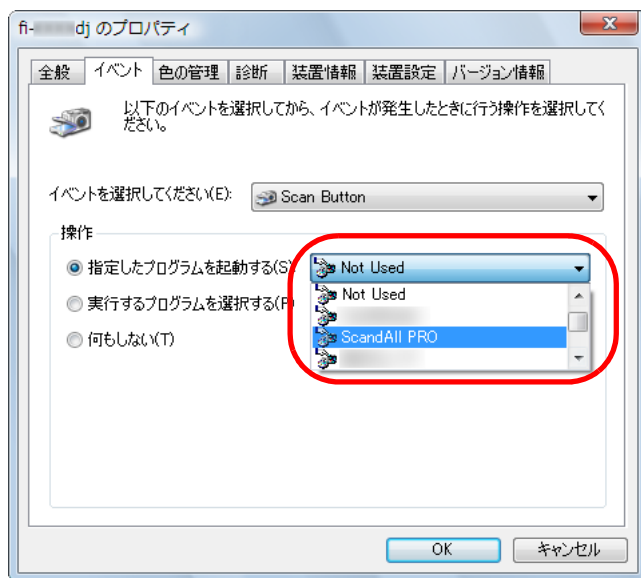 fi- dj のプロパティ
全般 イベント 色の管理 診断 装置情報 装置設定 バージョン情報
以下のイベントを選択してから、イベントが発生したときに行う操作を選択してく
ださい。
イベントを選択してください(E): Scan Button
操作
指定したプログラムを起動する(S) Not Used
Not Used
実行するプログラムを選択する(P)
ScandAll PRO
何もしない(T)
OK キャンセル